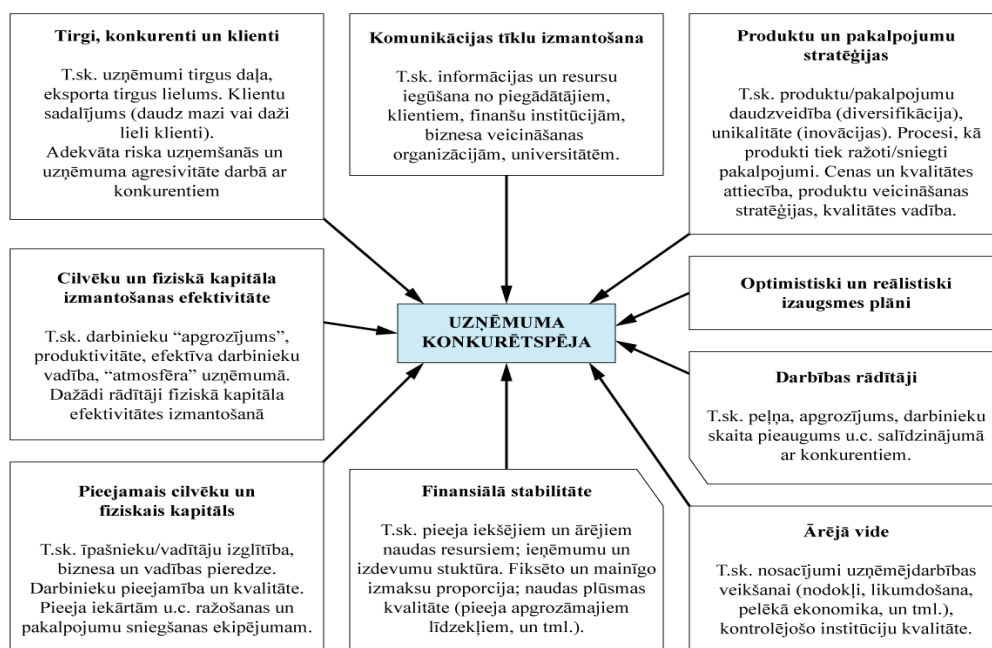 Tirgi, konkurenti un klienti
T.sk. uzņēmumi tirgus daļa,
eksporta tirgus lielums. Klientu
sadalījums (daudz mazi vai daži
lieli klienti).
Adekvāta riska uzņemšanās un
uzņēmuma agresivitāte darbā ar
konkurentiem
Komunikācijas tīklu izmantošana
T.sk. informācijas un resursu
iegūšana no piegādātājiem,
klientiem, finanšu institūcijām,
biznesa veicināšanas
organizācijām, universitātēm.
Produktu un pakalpojumu
stratēģijas
T.sk. produktu/pakalpojumu
daudzveidība (diversifikācija),
unikalitāte (inovācijas). Procesi, kā
produkti tiek ražoti/sniegti
pakalpojumi. Cenas un kvalitātes
attiecība, produktu veicināšanas
stratēģijas, kvalitātes vadība.
Cilvēku un fiziskā kapitāla
izmantošanas efektivitāte
T.sk. darbinieku “apgrozījums”,
produktivitāte, efektīva darbinieku
vadība, “atmosfēra” uzņēmumā.
Dažādi rādītāji fiziskā kapitāla
efektivitātes izmantošanā
UZŅĒMUMA
KONKURĒTSPĒJA
Optimistiski un reālistiski
izaugsmes plāni
Darbības rādītāji
T.sk. peļņa, apgrozījums, darbinieku
skaita pieaugums u.c. salīdzinājumā
ar konkurentiem.
Pieejamais cilvēku un
fiziskais kapitāls
T.sk. īpašnieku/vadītāju izglītība,
biznesa un vadības pieredze.
Darbinieku pieejamība un kvalitāte.
Pieeja iekārtām u.c. ražošanas un
pakalpojumu sniegšanas ekipējumam.
Finansiālā stabilitāte
T.sk. pieeja iekšējiem un ārējiem
naudas resursiem; ieņēmumu un
izdevumu stuktūra. Fiksēto un mainīgo
izmaksu proporcija; naudas plūsmas
kvalitāte (pieeja apgrozāmajiem
līdzekļiem, un tml.).
Ārējā vide
T.sk. nosacījumi uzņēmējdarbības
veikšanai (nodokļi, likumdošana,
pelēkā ekonomika, un tml.),
kontrolējošo institūciju kvalitāte.